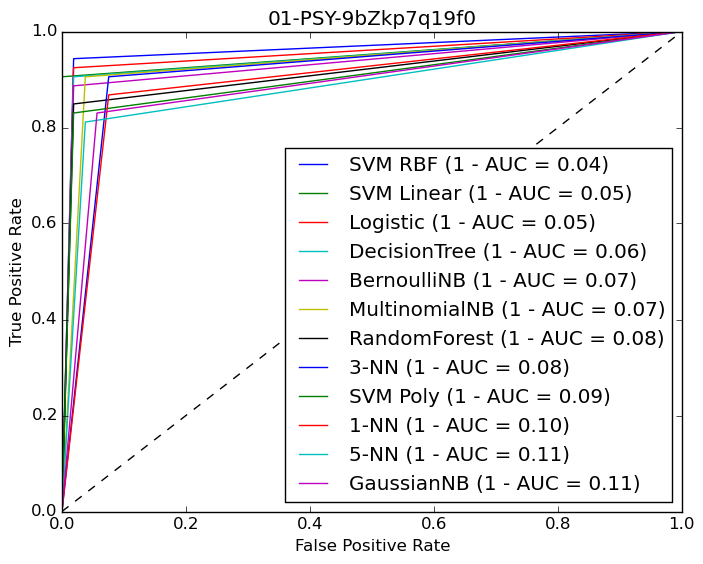 01-PSY-9bZkp7q19f0
1.0
0.8
0.6
0.4
0.2
0.0
True Positive Rate
SVM RBF (1 - AUC = 0.04)
SVM Linear (1 - AUC = 0.05)
Logistic (1 - AUC = 0.05)
DecisionTree (1 - AUC = 0.06)
BernoulliNB (1 - AUC = 0.07)
MultinomialNB (1 - AUC = 0.07)
RandomForest (1 - AUC = 0.08)
3-NN (1 - AUC = 0.08)
SVM Poly (1 - AUC = 0.09)
1-NN (1 - AUC = 0.10)
5-NN (1 - AUC = 0.11)
GaussianNB (1 - AUC = 0.11)
0.0 0.2 0.4 0.6 0.8 1.0
False Positive Rate